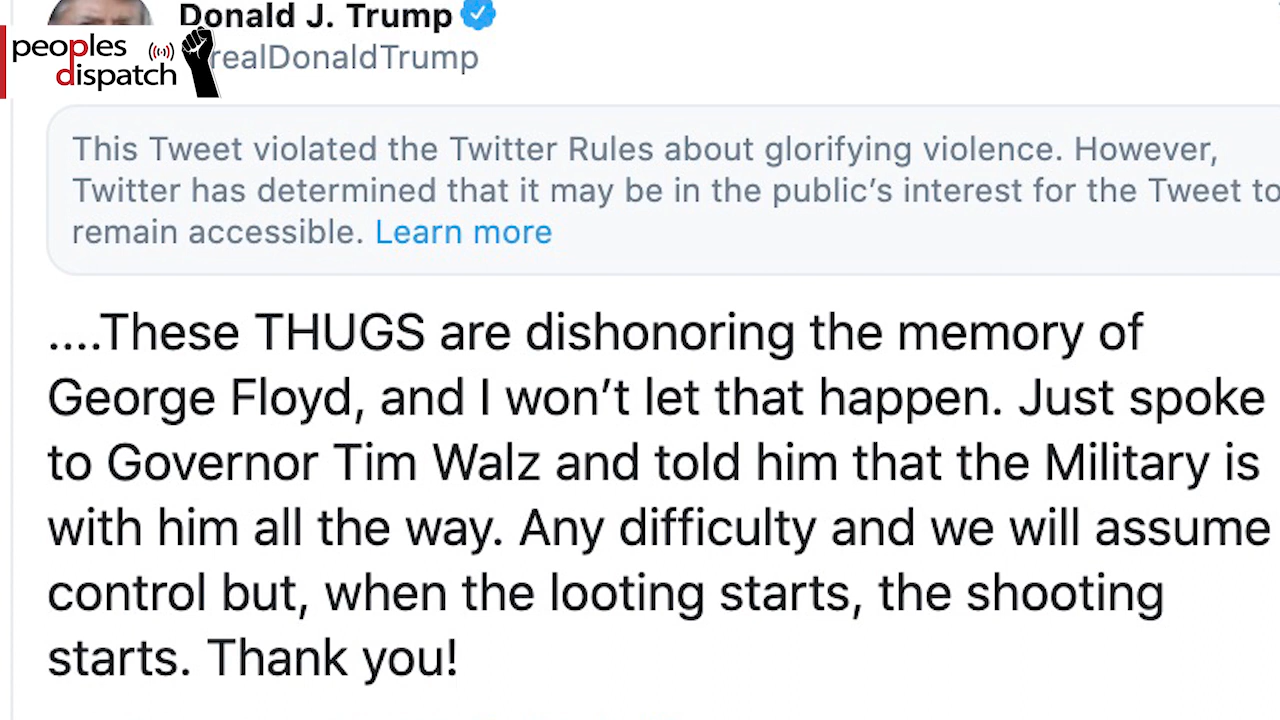 Donald J. Trump
peoples
dispatch
realDonaldTrump
This Tweet violated the Twitter Rules about glorifying violence. However,
Twitter has determined that it may be in the public’s interest for the Tweet to
remain accessible. Learn more
....These THUGS are dishonoring the memory of
George Floyd, and I won’t let that happen. Just spoke
to Governor Tim Walz and told him that the Military is
with him all the way. Any difficulty and we will assume
control but, when the looting starts, the shooting
starts. Thank you!